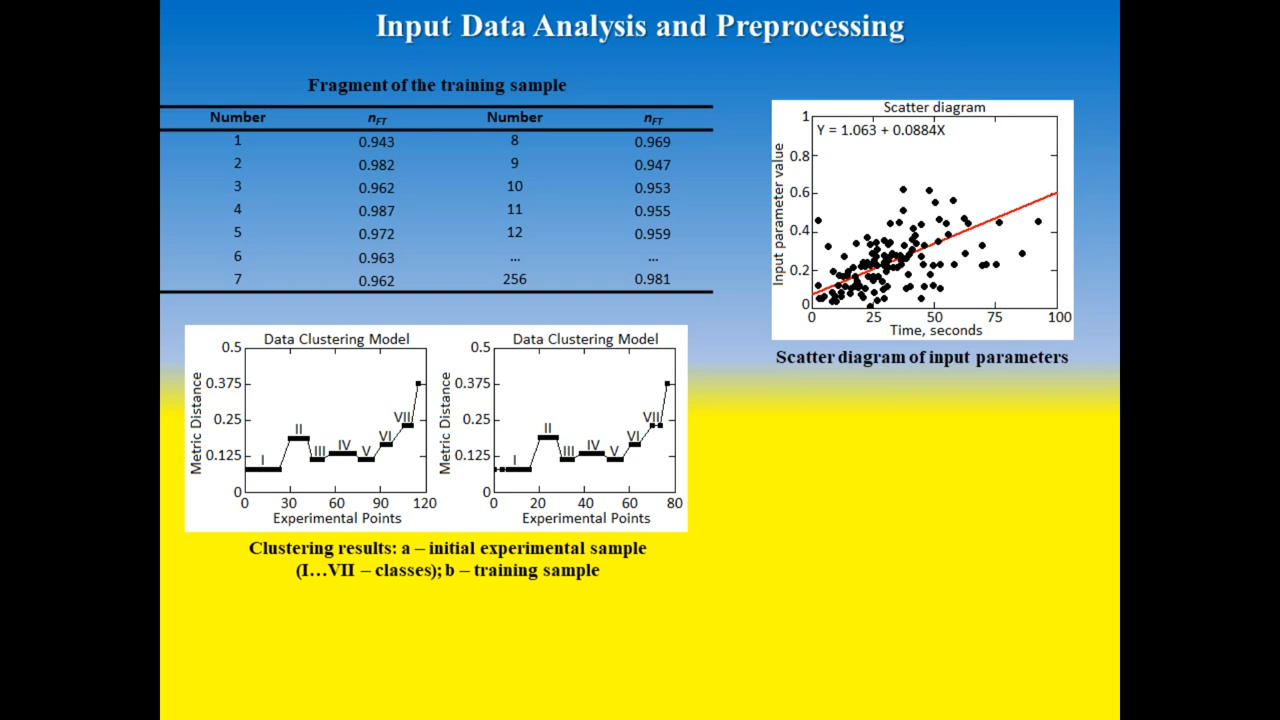 Input Data Analysis and Preprocessing
Fragment of the training sample
Number nFT Number nFT
1 0.943 8 0.969
2 0.982 9 0.947
3 0.962 10 0.953
4 0.987 11 0.955
5 0.972 12 0.959
6 0.963 ... ...
7 0.962 256 0.981
Scatter diagram
Y = 1.063 + 0.0884X
Input parameter value
1
0.8
0.6
0.4
0.2
0
0 25 50 75 100
Time, seconds
Scatter diagram of input parameters
Data Clustering Model
Metric Distance
0.5
0.375
0.25
0.125
0
I II III IV V VI VII
0 30 60 90 120
Experimental Points
Data Clustering Model
Metric Distance
0.5
0.375
0.25
0.125
0
I II III IV V VI VII
0 20 40 60 80
Experimental Points
Clustering results: a – initial experimental sample
(I…VII – classes); b – training sample